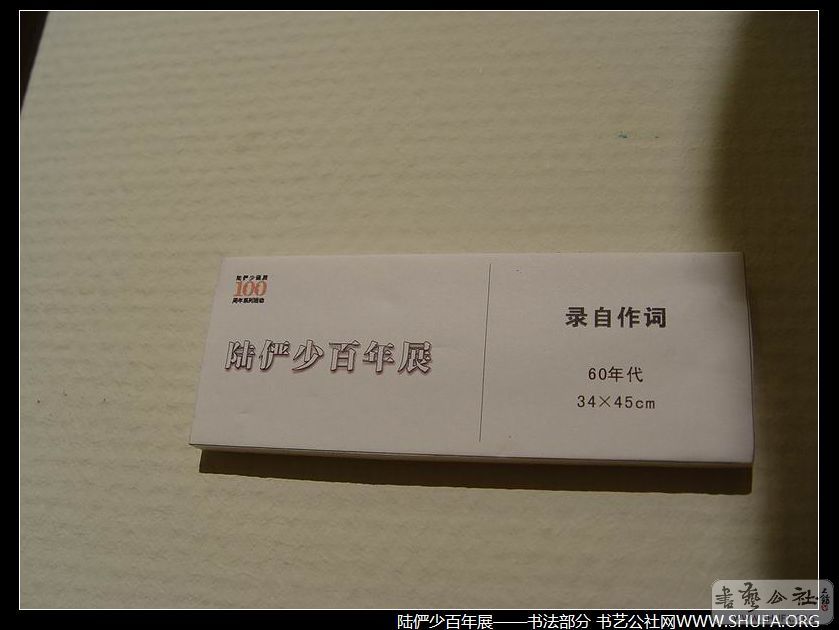 陆俨少诞辰
100
周年系列活动
陆俨少百年展
录自作词
60年代
34×45cm
書藝公社
陆俨少百年展——书法部分 书艺公社网WWW.SHUFA.ORG